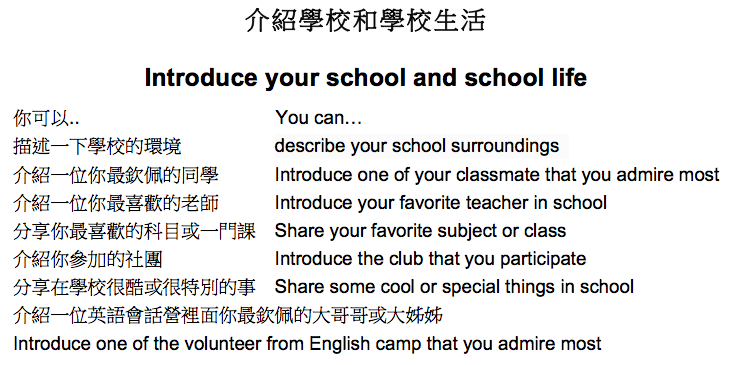 介紹學校和學校生活
Introduce your school and school life
你可以.. You can…
描述一下學校的環境 describe your school surroundings
介紹一位你最欽佩的同學 Introduce one of your classmate that you admire most
介紹一位你最喜歡的老師 Introduce your favorite teacher in school
分享你最喜歡的科目或一門課 Share your favorite subject or class
介紹你參加的社團 Introduce the club that you participate
分享在學校很酷或很特別的事 Share some cool or special things in school
介紹一位英語會話營裡面你最欽佩的大哥哥或大姊姊
Introduce one of the volunteer from English camp that you admire most